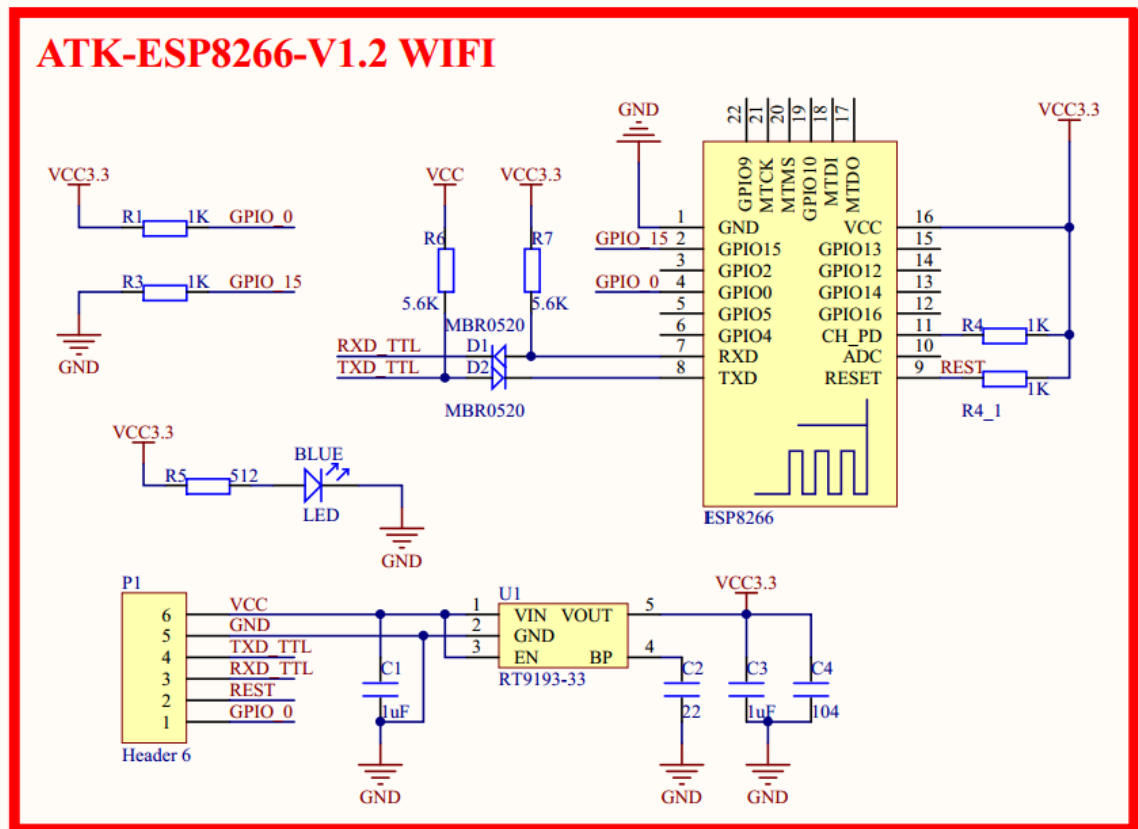 ATK-ESP8266-V1.2 WIFI
VCC3.3
R1 1K GPIO_0
R3 1K GPIO_15
GND
VCC VCC3.3
R6 R7
5.6K 5.6K
MBR0520
RXD_TTL D1
TXD_TTL D2
MBR0520
GND
22 21 20 19 18 17
GPIO9 MTCK MTMS GPIO10 MTDI MTDO
VCC3.3
1 GND VCC 16
GPIO_15 2 GPIO15 GPIO13 15
3 GPIO2 GPIO12 14
GPIO_0 4 GPIO0 GPIO14 13
5 GPIO5 GPIO16 12
6 GPIO4 CH_PD 11 R4 1K
7 RXD ADC 10
8 TXD RESET 9 REST 1K
R4_1
ESP8266
VCC3.3
R5 512
BLUE
LED
GND
P1
6 VCC
5 GND
4 TXD_TTL
3 RXD_TTL
2 REST
1 GPIO_0
Header 6
C1
1uF
GND
U1
1 VIN VOUT 5
2 GND
3 EN BP 4
RT9193-33
VCC3.3
C2 C3 C4
22 1uF 104
GND GND